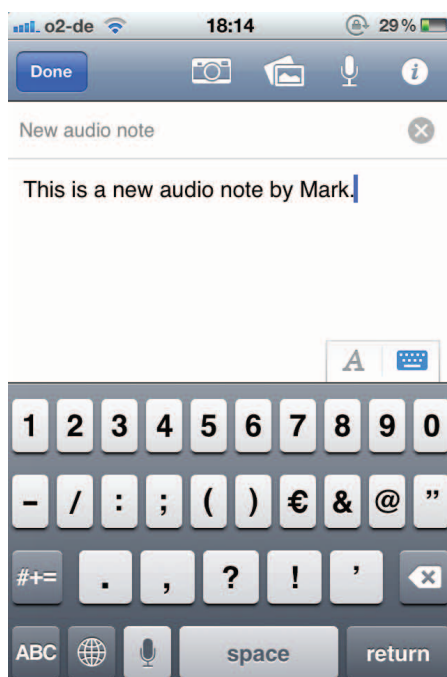 o2-de 18:14 29%
Done
New audio note
This is a new audio note by Mark.
A
1 2 3 4 5 6 7 8 9 0
- / : ; ( ) € & @ ”
#+= . , ? ! ’
ABC space return